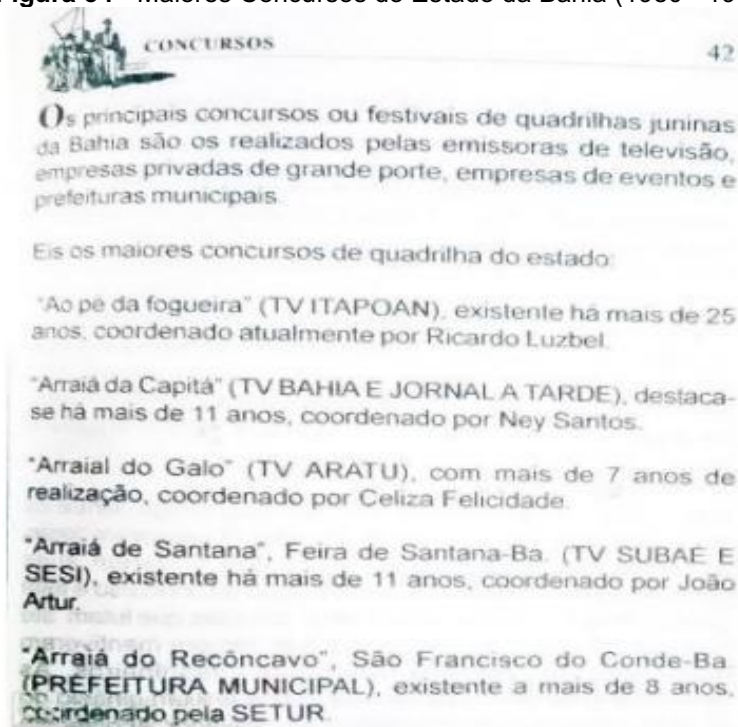 Maiores Concursos do Estado da Bahia
CONCURSOS
42
Os principais concursos ou festivais de quadrilhas juninas
da Bahia são os realizados pelas emissoras de televisão,
empresas privadas de grande porte, empresas de eventos e
prefeituras municipais.
Eis os maiores concursos de quadrilha do estado:
"Ao pé da fogueira" (TV ITAPOAN), existente há mais de 25
anos, coordenado atualmente por Ricardo Luzbel.
"Arraiá da Capitá" (TV BAHIA E JORNAL A TARDE), destaca-
se há mais de 11 anos, coordenado por Ney Santos.
"Arraial do Galo" (TV ARATU), com mais de 7 anos de
realização, coordenado por Celiza Felicidade.
"Arraiá de Santana", Feira de Santana-Ba. (TV SUBAÉ E
SESI), existente há mais de 11 anos, coordenado por João
Artur.
"Arraiá do Recôncavo", São Francisco do Conde-Ba.
(PREFEITURA MUNICIPAL), existente a mais de 8 anos,
coordenado pela SETUR.